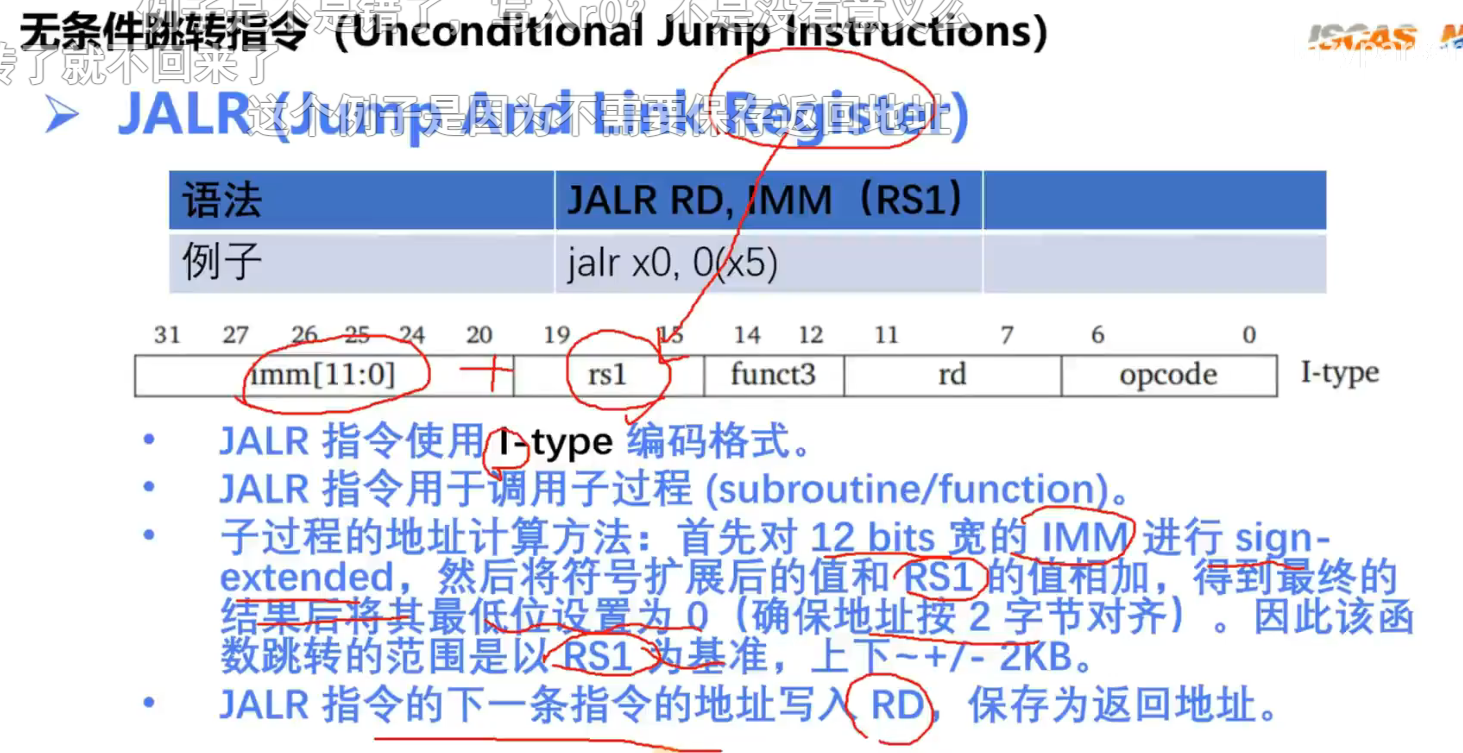 例子是不是错了，写入r0？不是没有意义么
无条件跳转指令（Unconditional Jump Instructions）
ISCAS
转了就不回来了
JALR (Jump And Link Register)
这个例子是因为不需要保存返回地址
语法 JALR RD, IMM（RS1）
例子 jalr x0, 0(x5)
31 27 26 25 24 20 19 15 14 12 11 7 6 0
imm[11:0] rs1 funct3 rd opcode I-type
• JALR 指令使用 I-type 编码格式。
• JALR 指令用于调用子过程 (subroutine/function)。
• 子过程的地址计算方法：首先对 12 bits 宽的 IMM 进行 sign-
extended，然后将符号扩展后的值和 RS1 的值相加，得到最终的
结果后将其最低位设置为 0（确保地址按 2 字节对齐）。因此该函
数跳转的范围是以 RS1 为基准，上下~+/- 2KB。
• JALR 指令的下一条指令的地址写入 RD，保存为返回地址。